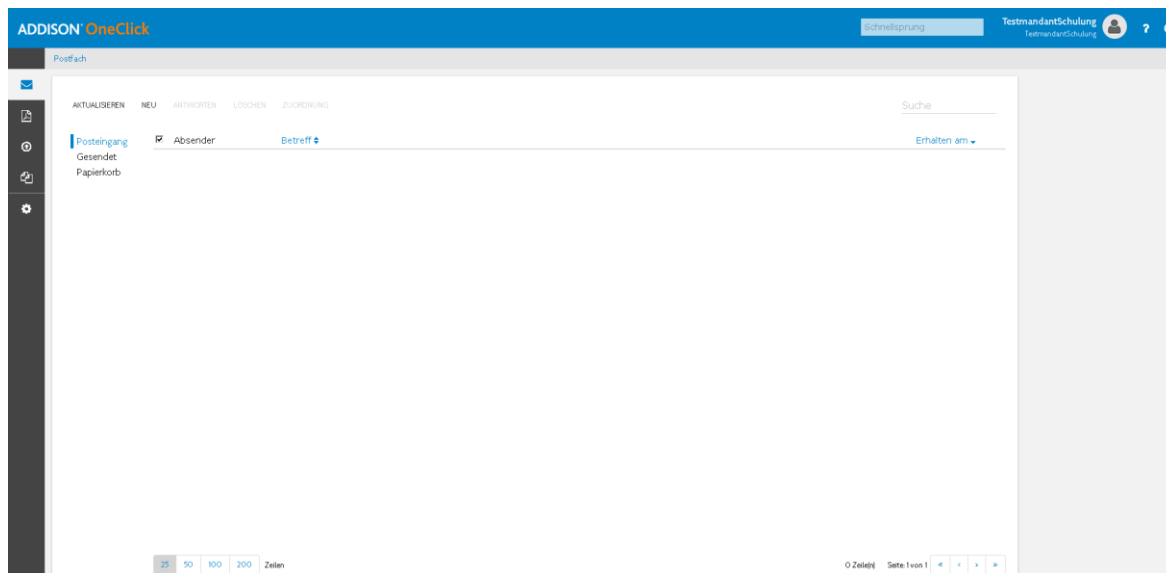 ADDISON OneClick
Schnellsprung
TestmandantSchulung
TestmandantSchulung
?
Postfach
AKTUALISIEREN NEU ANTWORTEN LÖSCHEN ZUORDNUNG
Suche
Posteingang
Absender Betreff Erhalten am
Gesendet
Papierkorb
25 50 100 200 Zeilen
0 Zeile(n) Seite: 1 von 1 « < > »